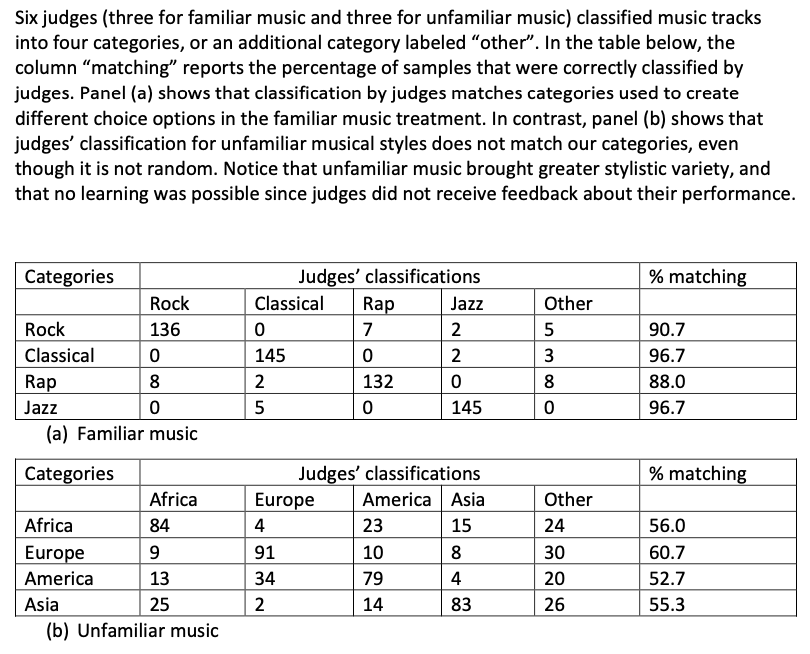 Six judges (three for familiar music and three for unfamiliar music) classified music tracks
into four categories, or an additional category labeled “other”. In the table below, the
column “matching” reports the percentage of samples that were correctly classified by
judges. Panel (a) shows that classification by judges matches categories used to create
different choice options in the familiar music treatment. In contrast, panel (b) shows that
judges’ classification for unfamiliar musical styles does not match our categories, even
though it is not random. Notice that unfamiliar music brought greater stylistic variety, and
that no learning was possible since judges did not receive feedback about their performance.
Categories Judges’ classifications % matching
Rock Classical Rap Jazz Other
Rock 136 0 7 2 5 90.7
Classical 0 145 0 2 3 96.7
Rap 8 2 132 0 8 88.0
Jazz 0 5 0 145 0 96.7
(a) Familiar music
Categories Judges’ classifications % matching
Africa Europe America Asia Other
Africa 84 4 23 15 24 56.0
Europe 9 91 10 8 30 60.7
America 13 34 79 4 20 52.7
Asia 25 2 14 83 26 55.3
(b) Unfamiliar music